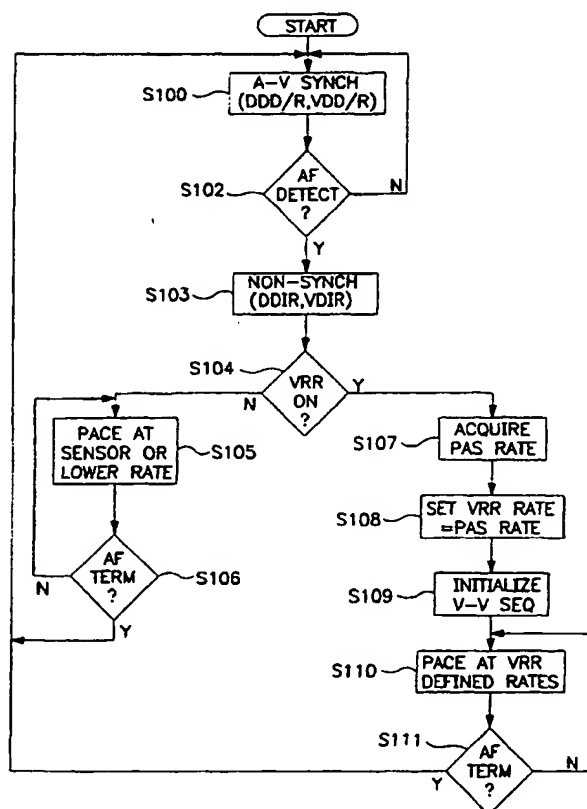 START
S100
A-V SYNCH
(DDD/R,VDD/R)
S102
AF
DETECT
?
N
Y
S103
NON-SYNCH
(DDIR,VDIR)
S104
VRR
ON
?
N
Y
PACE AT
SENSOR OR
LOWER RATE
S105
S107
ACQUIRE
PAS RATE
S108
SET VRR RATE
=PAS RATE
AF
TERM
?
S106
N
Y
S109
INITIALIZE
V-V SEQ
S110
PACE AT VRR
DEFINED RATES
S111
AF
TERM
?
Y
N